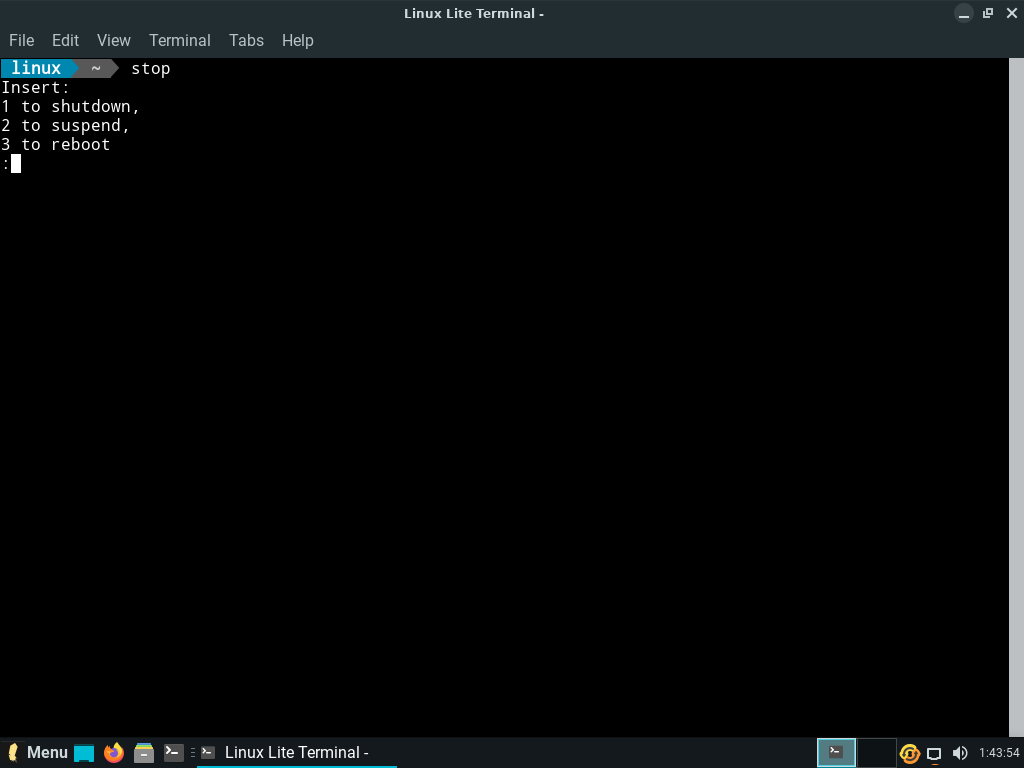 Linux Lite Terminal -
File Edit View Terminal Tabs Help
linux ~ stop
Insert:
1 to shutdown,
2 to suspend,
3 to reboot
:
Menu Linux Lite Terminal - 1:43:54